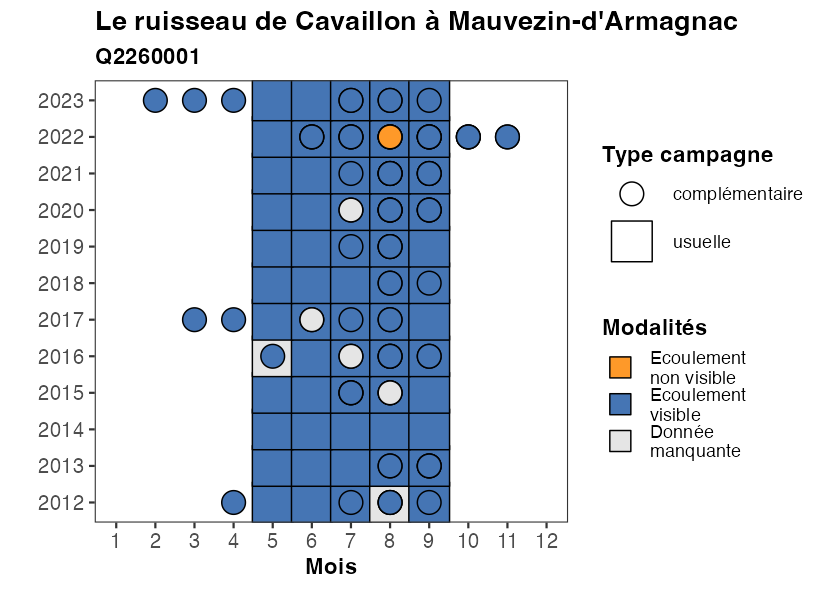 Le ruisseau de Cavaillon à Mauvezin-d'Armagnac
Q2260001
2023
2022
2021
2020
2019
2018
2017
2016
2015
2014
2013
2012
1 2 3 4 5 6 7 8 9 10 11 12
Mois
Type campagne
complémentaire
usuelle
Modalités
Ecoulement
non visible
Ecoulement
visible
Donnée
manquante